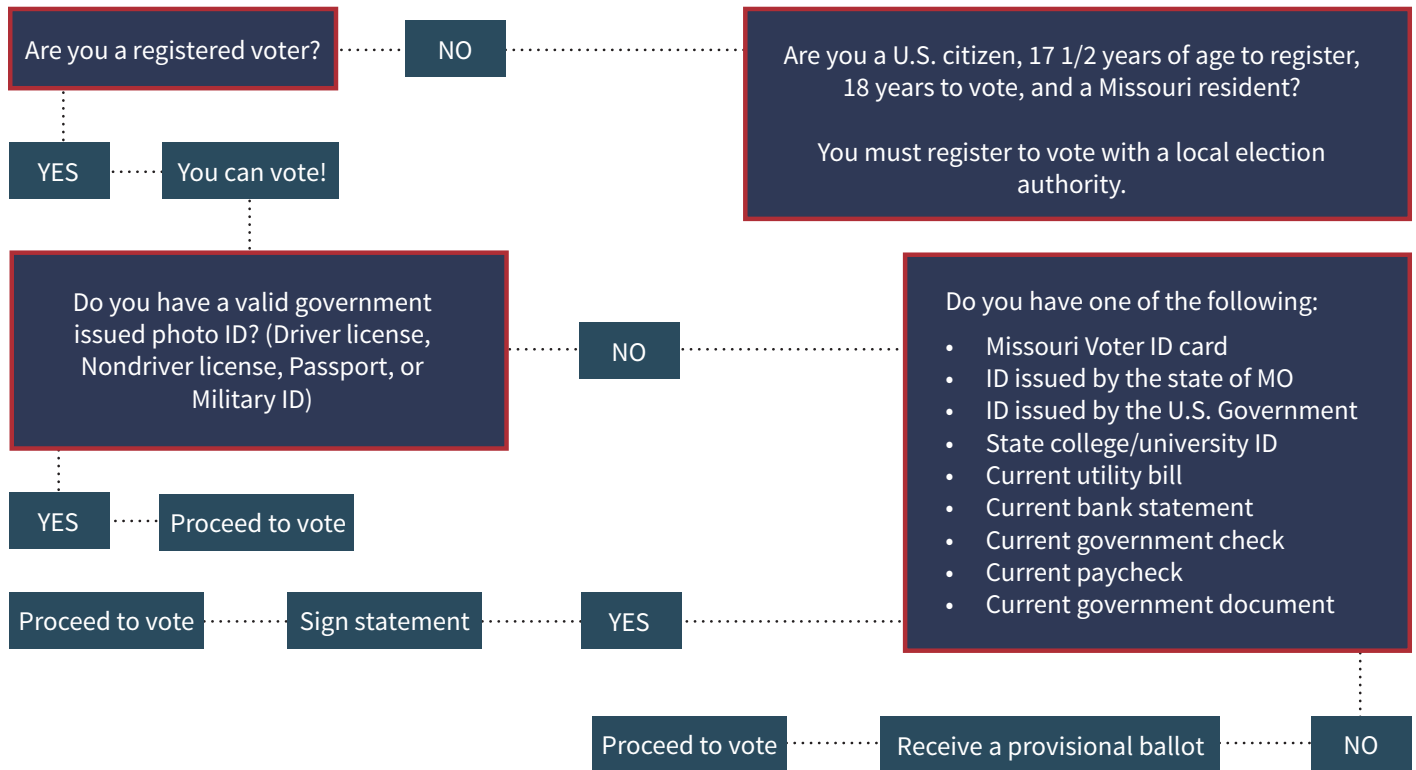 Are you a registered voter?
NO
Are you a U.S. citizen, 17 1/2 years of age to register,
18 years to vote, and a Missouri resident?
You must register to vote with a local election
authority.
YES
You can vote!
Do you have a valid government
issued photo ID? (Driver license,
Nondriver license, Passport, or
Military ID)
NO
Do you have one of the following:
• Missouri Voter ID card
• ID issued by the state of MO
• ID issued by the U.S. Government
• State college/university ID
• Current utility bill
• Current bank statement
• Current government check
• Current paycheck
• Current government document
YES
Proceed to vote
Proceed to vote
Sign statement
YES
Proceed to vote
Receive a provisional ballot
NO